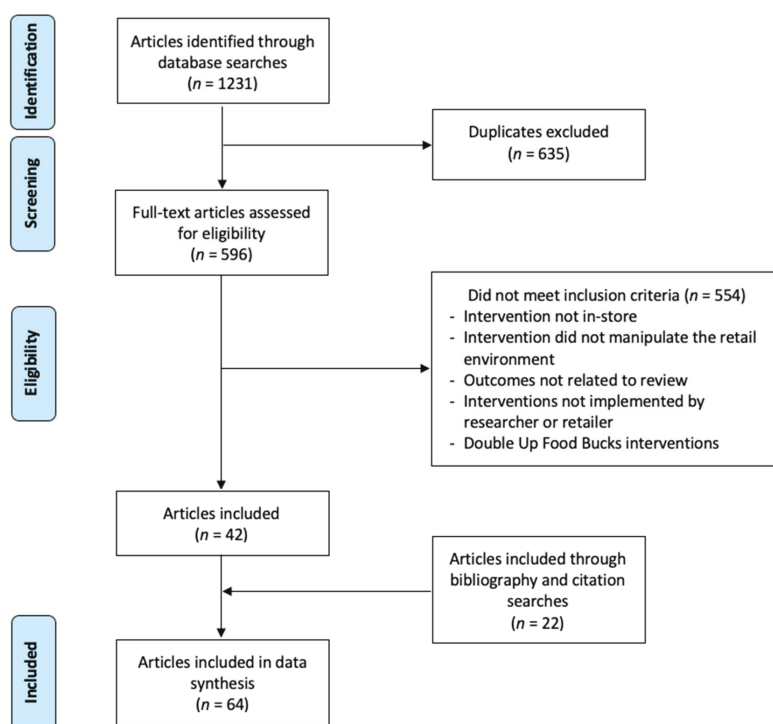 Identification
Articles identified through
database searches
(n = 1231)
Duplicates excluded
(n = 635)
Screening
Full-text articles assessed
for eligibility
(n = 596)
Eligibility
Did not meet inclusion criteria (n = 554)
- Intervention not in-store
- Intervention did not manipulate the retail
environment
- Outcomes not related to review
- Interventions not implemented by
researcher or retailer
- Double Up Food Bucks interventions
Articles included
(n = 42)
Articles included through
bibliography and citation
searches
(n = 22)
Included
Articles included in data
synthesis
(n = 64)